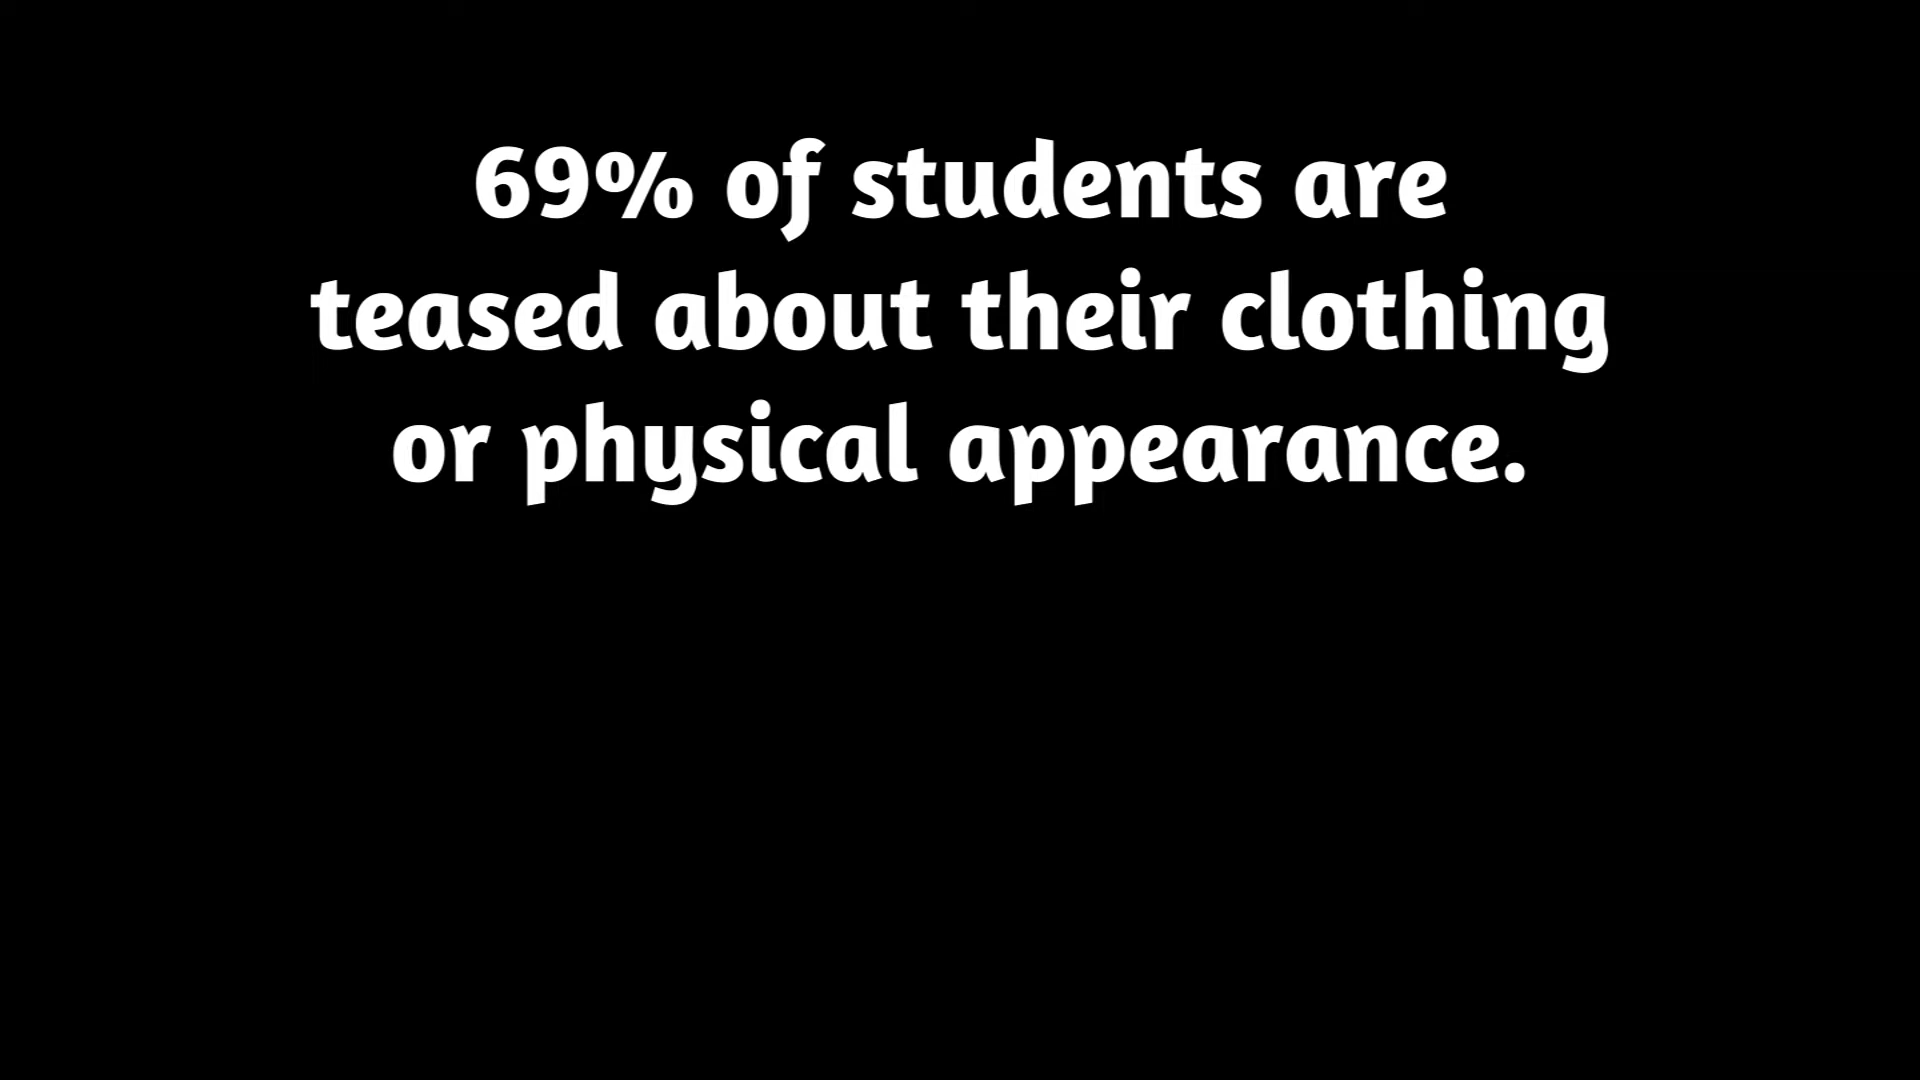 69% of students are
teased about their clothing
or physical appearance.